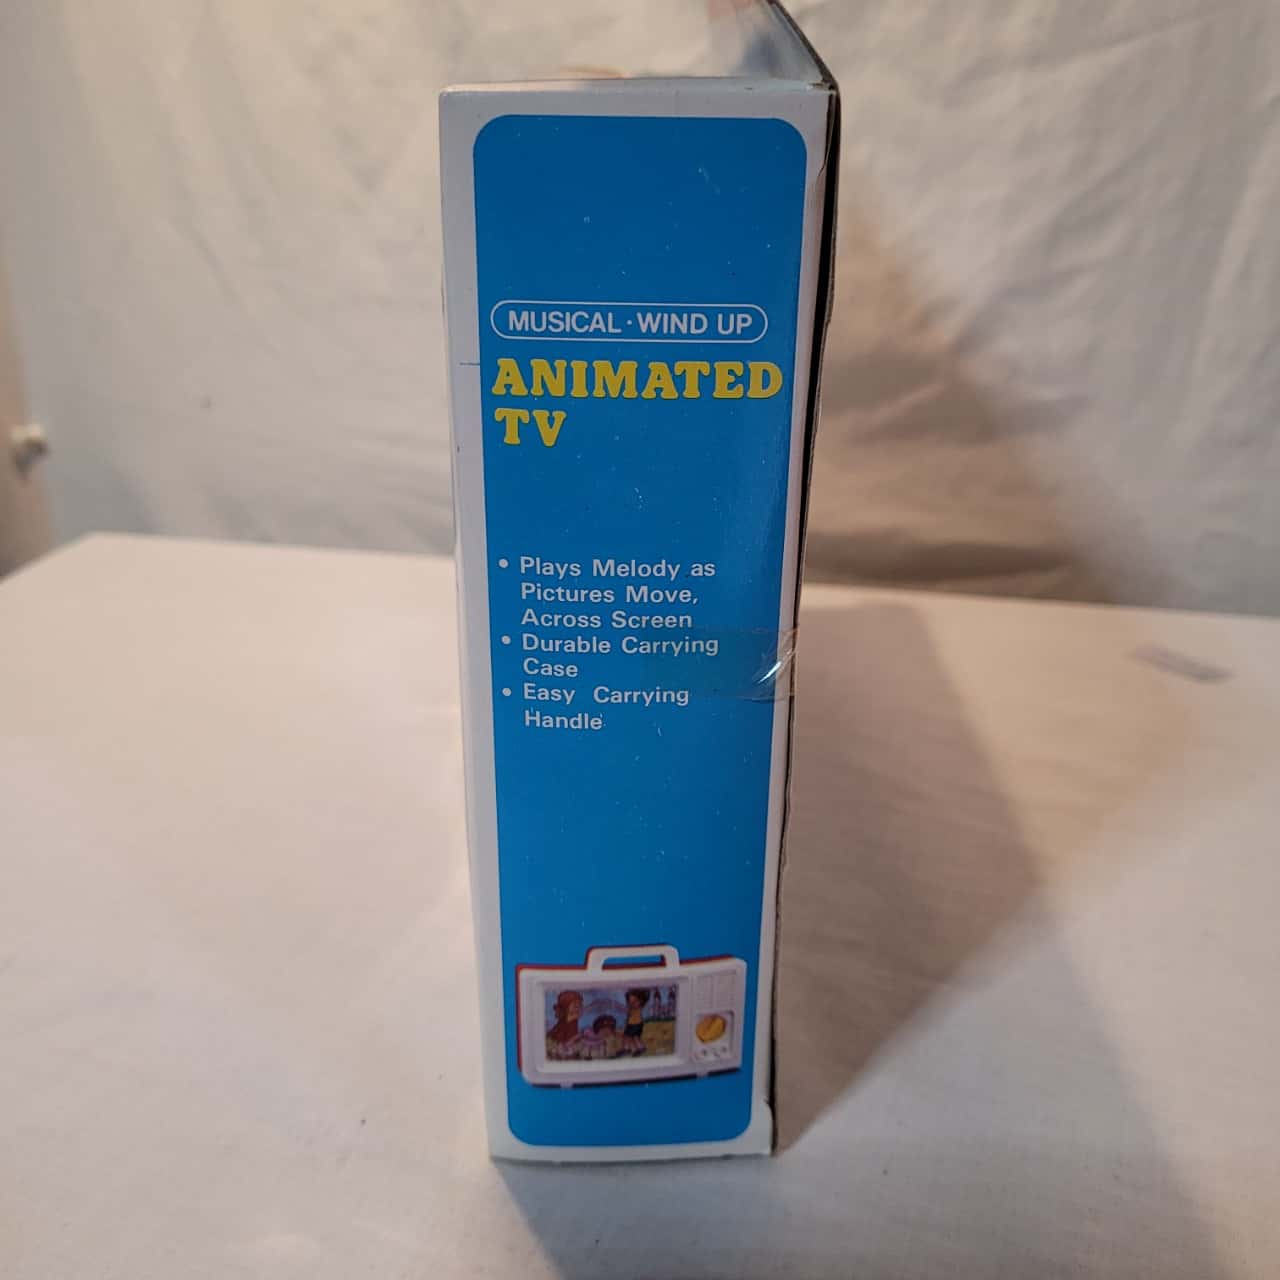 MUSICAL · WIND UP
ANIMATED
TV
• Plays Melody as
Pictures Move,
Across Screen
• Durable Carrying
Case
• Easy Carrying
Handle